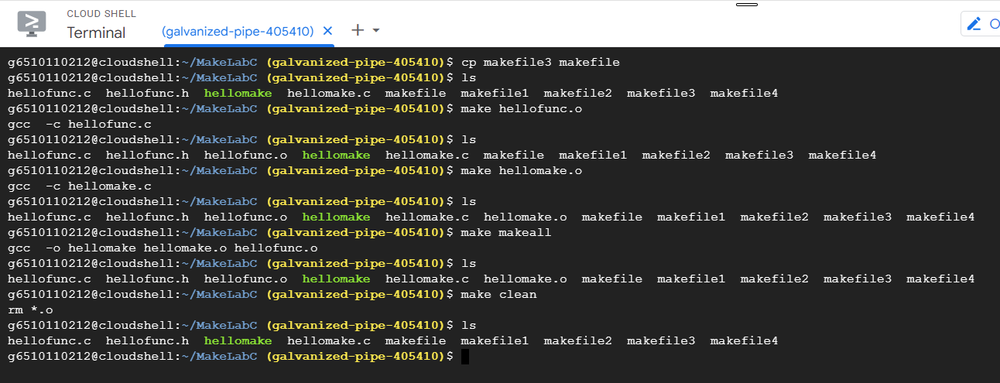 CLOUD SHELL
Terminal
(galvanized-pipe-405410)
g6510110212@cloudshell:~/MakeLabC (galvanized-pipe-405410)$ cp makefile3 makefile
g6510110212@cloudshell:~/MakeLabC (galvanized-pipe-405410)$ ls
hellofunc.c  hellofunc.h  hellomake  hellomake.c  makefile  makefile1  makefile2  makefile3  makefile4
g6510110212@cloudshell:~/MakeLabC (galvanized-pipe-405410)$ make hellofunc.o
gcc  -c hellofunc.c
g6510110212@cloudshell:~/MakeLabC (galvanized-pipe-405410)$ ls
hellofunc.c  hellofunc.h  hellofunc.o  hellomake  hellomake.c  makefile  makefile1  makefile2  makefile3  makefile4
g6510110212@cloudshell:~/MakeLabC (galvanized-pipe-405410)$ make hellomake.o
gcc  -c hellomake.c
g6510110212@cloudshell:~/MakeLabC (galvanized-pipe-405410)$ ls
hellofunc.c  hellofunc.h  hellofunc.o  hellomake  hellomake.c  hellomake.o  makefile  makefile1  makefile2  makefile3  makefile4
g6510110212@cloudshell:~/MakeLabC (galvanized-pipe-405410)$ make makeall
gcc  -o hellomake hellomake.o hellofunc.o
g6510110212@cloudshell:~/MakeLabC (galvanized-pipe-405410)$ ls
hellofunc.c  hellofunc.h  hellofunc.o  hellomake  hellomake.c  hellomake.o  makefile  makefile1  makefile2  makefile3  makefile4
g6510110212@cloudshell:~/MakeLabC (galvanized-pipe-405410)$ make clean
rm *.o
g6510110212@cloudshell:~/MakeLabC (galvanized-pipe-405410)$ ls
hellofunc.c  hellofunc.h  hellomake  hellomake.c  makefile  makefile1  makefile2  makefile3  makefile4
g6510110212@cloudshell:~/MakeLabC (galvanized-pipe-405410)$